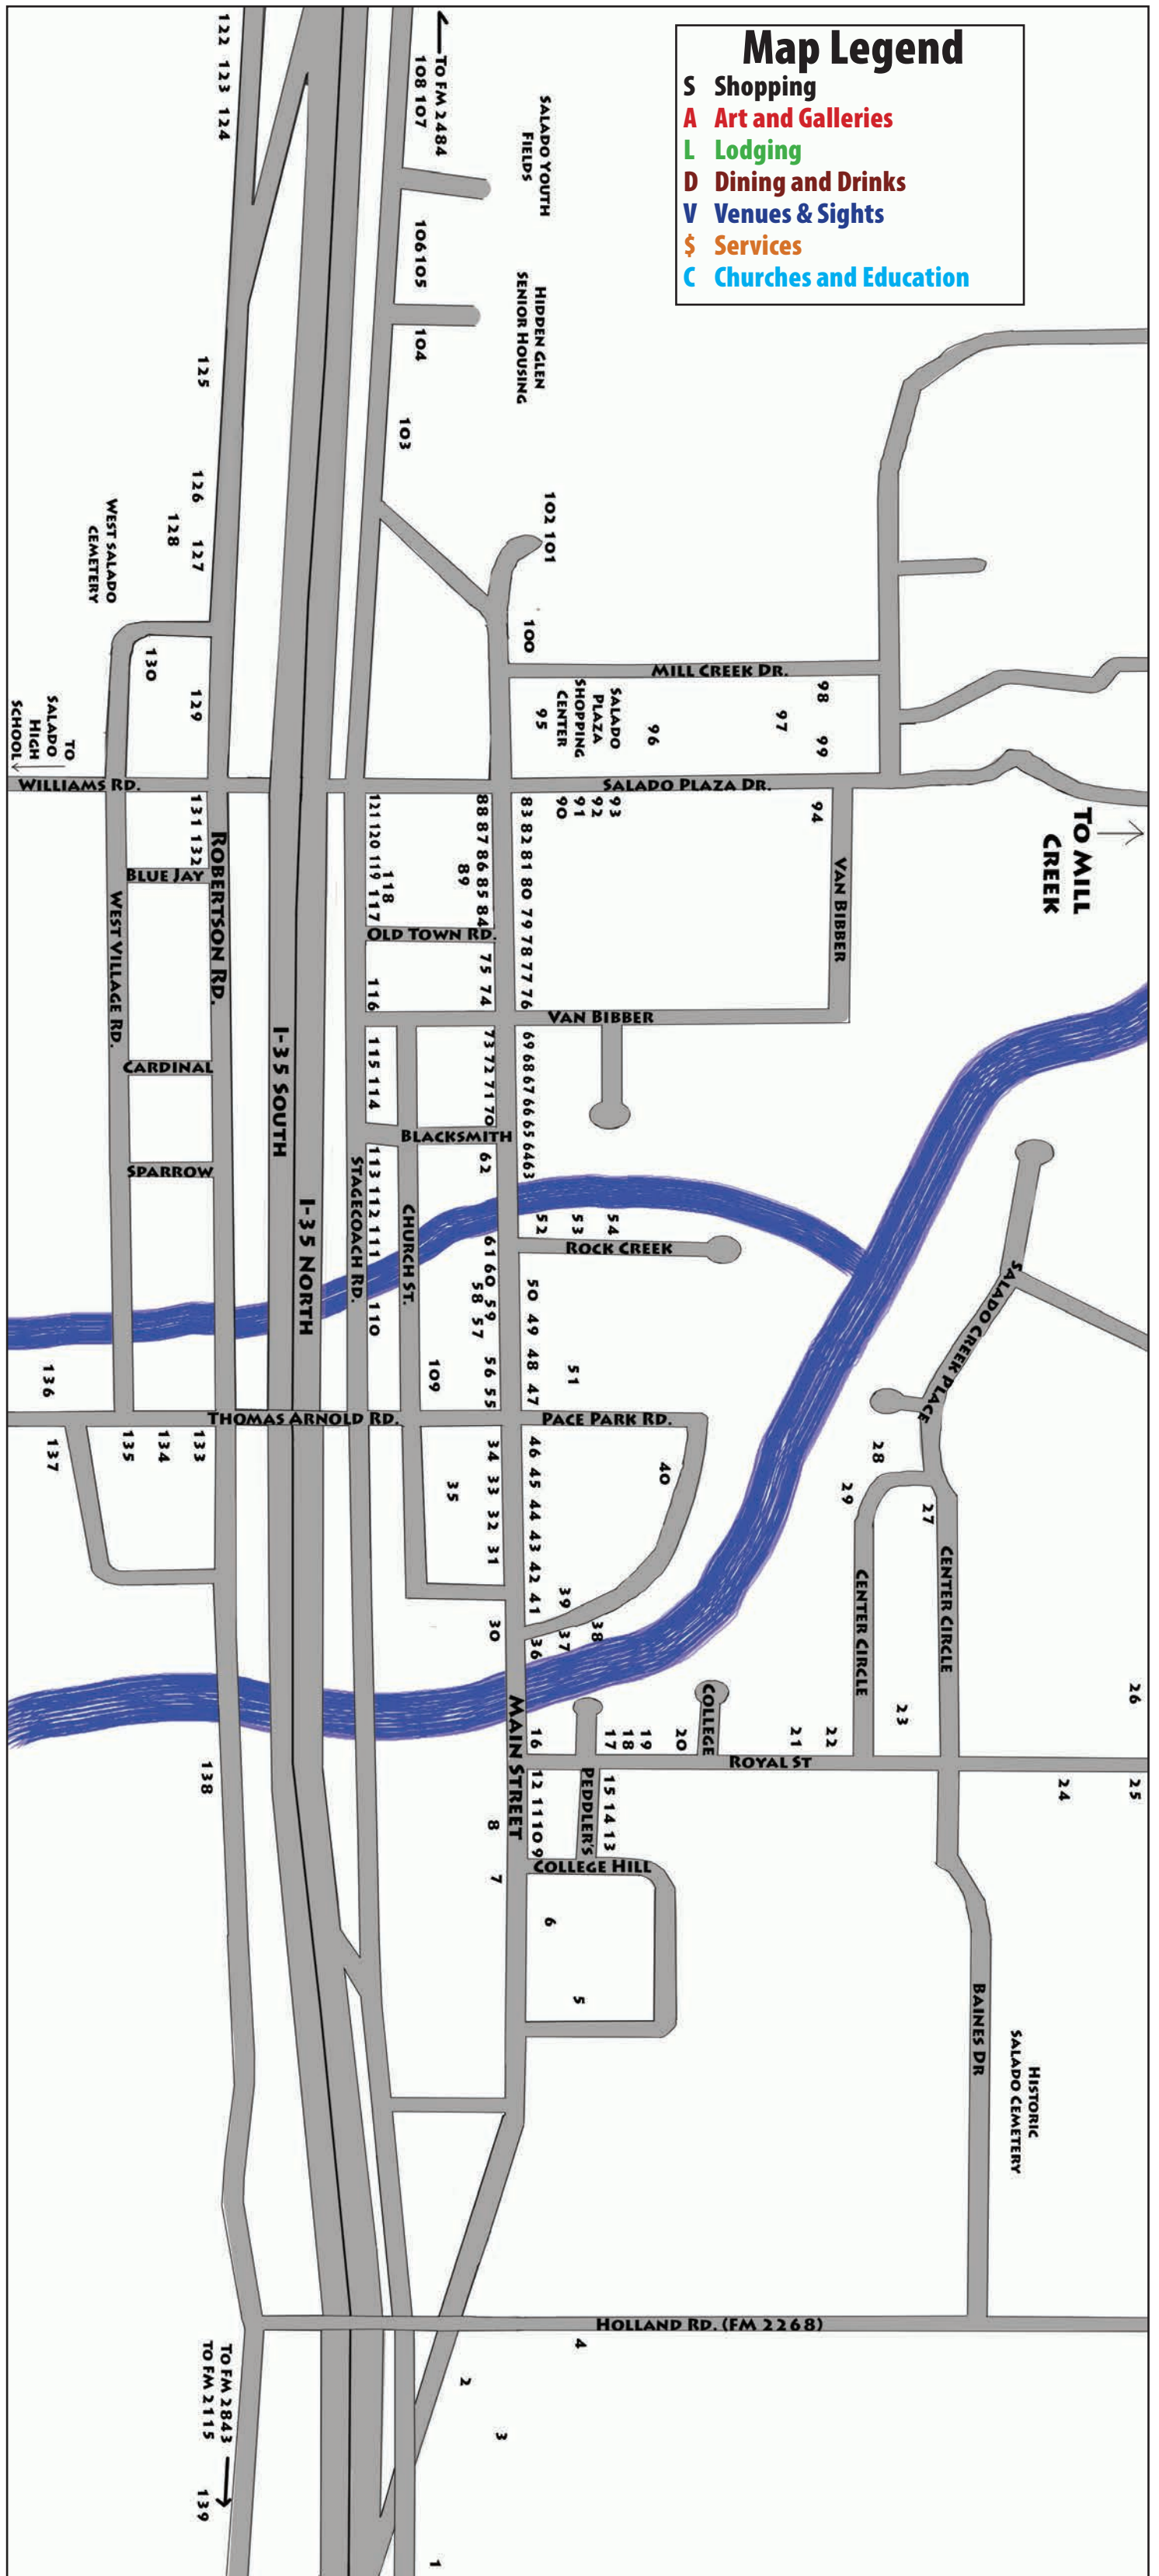 Map Legend
S Shopping
A Art and Galleries
L Lodging
D Dining and Drinks
V Venues & Sights
$ Services
C Churches and Education
122 123 124
To FM 2484
108 107
Salado Youth
Fields
106 105
Hidden Glen
Senior Housing
104
103
125
126
128
127
West Salado
Cemetery
102 101
100
130
129
Mill Creek Dr.
98
97
99
96
Salado
Plaza
Shopping
Center
95
To
Salado
High
School
Williams Rd.
Salado Plaza Dr.
To Mill
Creek
131 132
Robertson Rd.
Blue Jay
West Village Rd.
121 120 119 117
118
88 87 86 85 84
89
83 82 81 80 79 78 77 76
90
91
92
93
94
Van Bibber
Old Town Rd.
116
75 74
Van Bibber
Cardinal
I-35 South
115 114
73 72 71 70
69 68 67 66 65 64 63
Blacksmith
Sparrow
62
Stagecoach Rd.
113 112 111
110
Church St.
I-35 North
52
53
54
Rock Creek
61 60 59
58 57
56 55
50 49 48 47
51
109
136
Salado Creek Place
Thomas Arnold Rd.
Pace Park Rd.
137
135
134
133
34 33 32 31
35
46 45 44 43 42 41
40
39
38
37
36
30
28
29
27
Center Circle
Center Circle
26
23
Main Street
16
17
18
19
20
College
21
22
Royal St
138
12 11 10 9
Peddler's
15 14 13
24
25
8
7
College Hill
6
5
Baines Dr
Historic
Salado Cemetery
Holland Rd. (FM 2268)
4
2
3
To FM 2843
To FM 2115
139
1